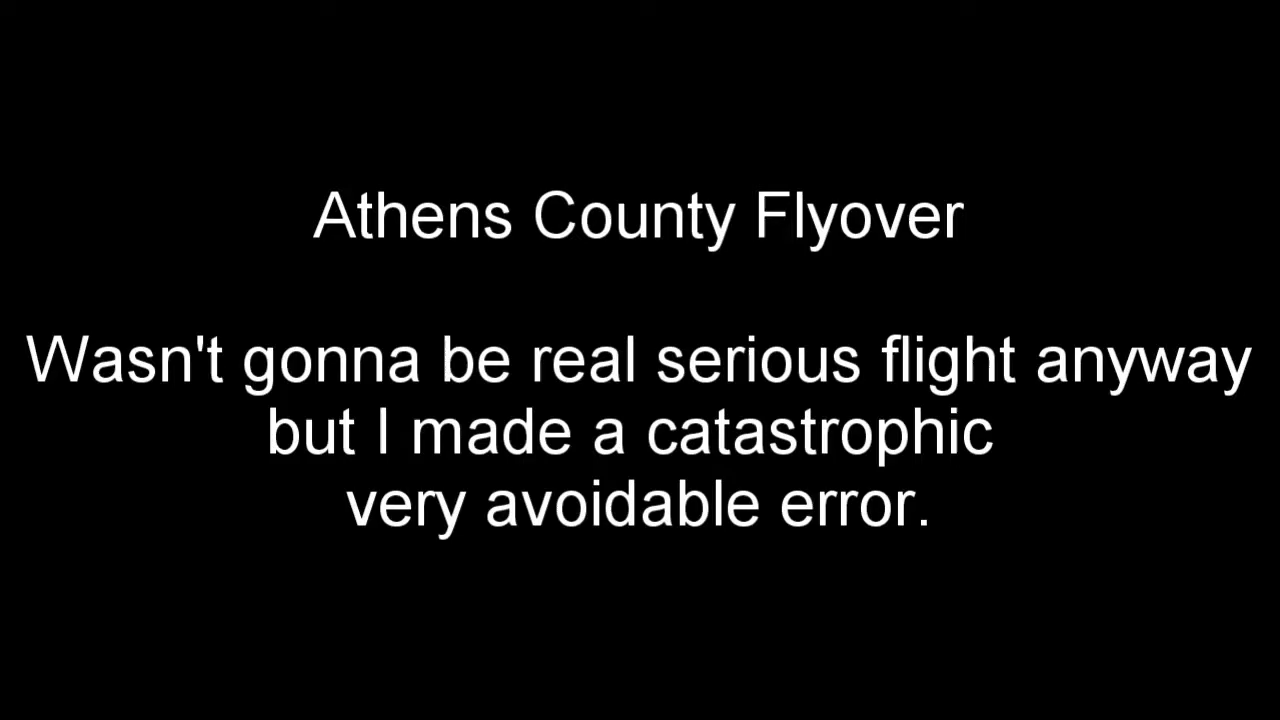 Athens County Flyover
Wasn't gonna be real serious flight anyway
but I made a catastrophic
very avoidable error.